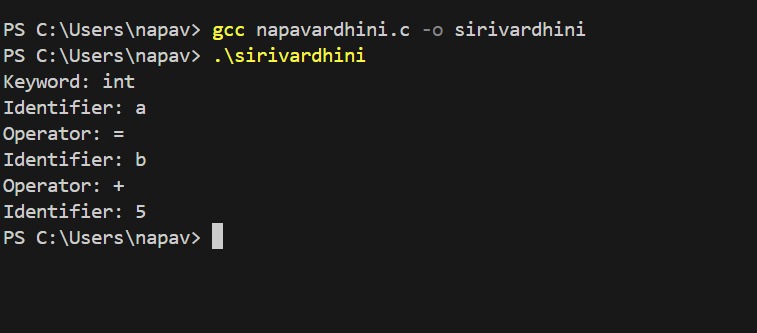 PS C:\Users\napav> gcc napavardhini.c -o sirivardhini
PS C:\Users\napav> .\sirivardhini
Keyword: int
Identifier: a
Operator: =
Identifier: b
Operator: +
Identifier: 5
PS C:\Users\napav>